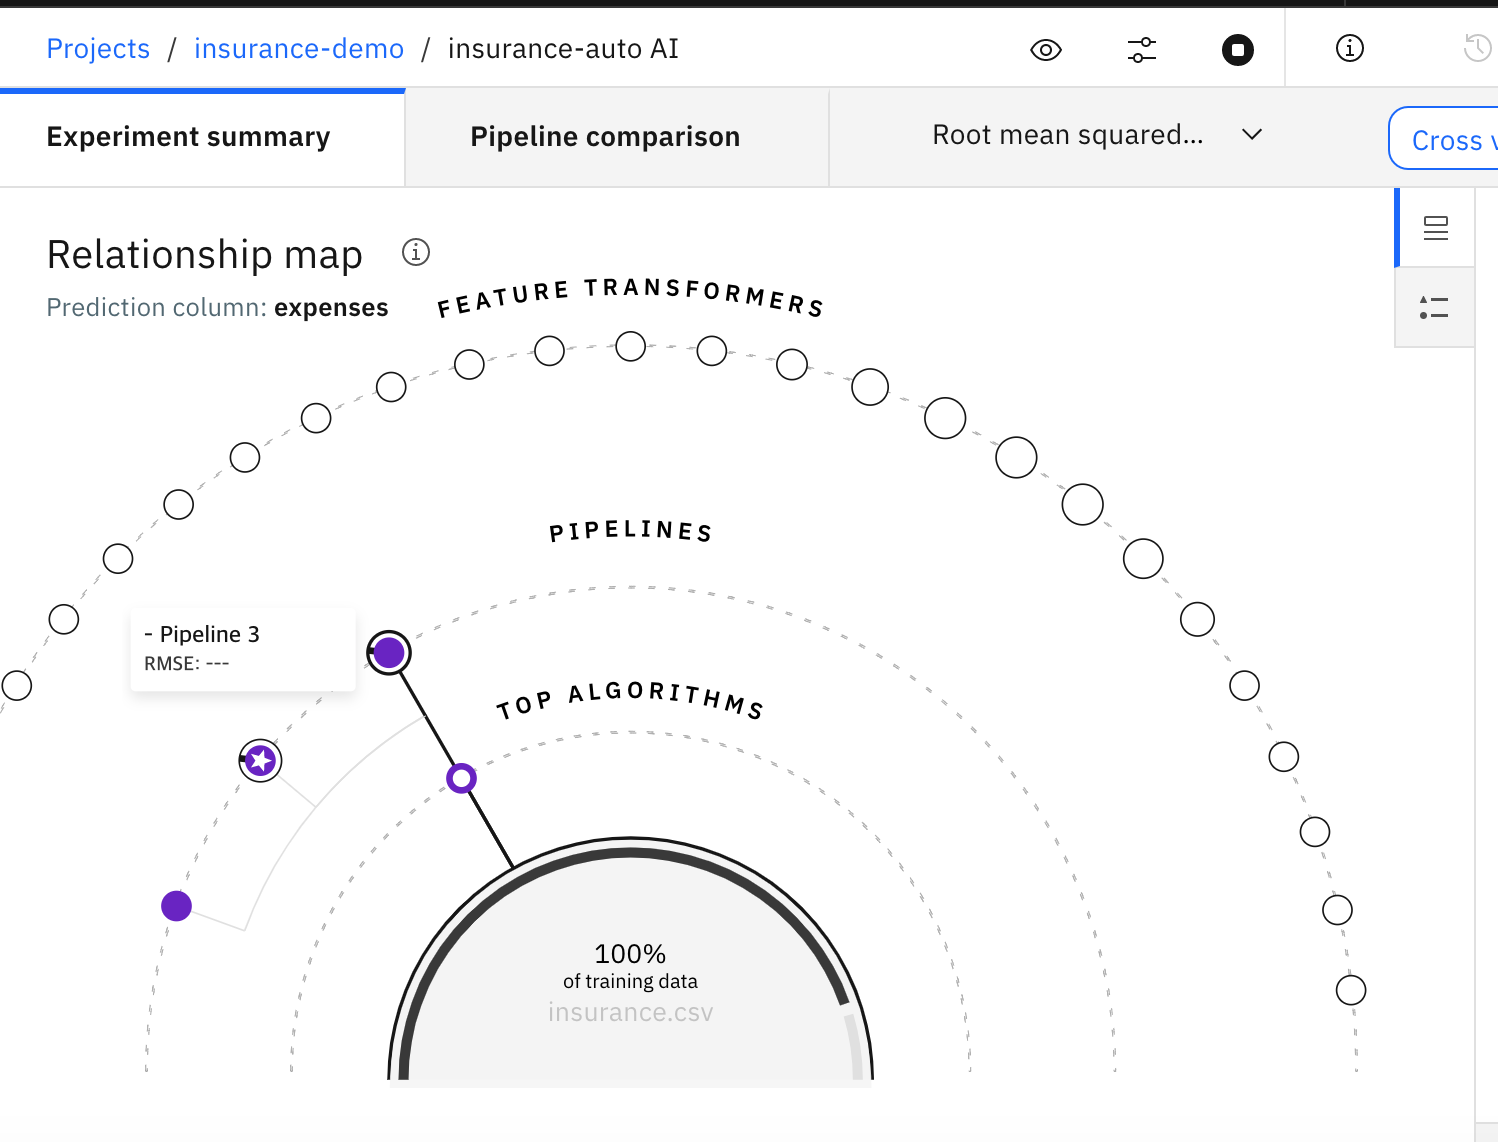 Projects / insurance-demo / insurance-auto AI
Experiment summary
Pipeline comparison
Root mean squared...
Cross v
Relationship map
Prediction column: expenses
FEATURE TRANSFORMERS
PIPELINES
- Pipeline 3
RMSE: ---
TOP ALGORITHMS
100%
of training data
insurance.csv